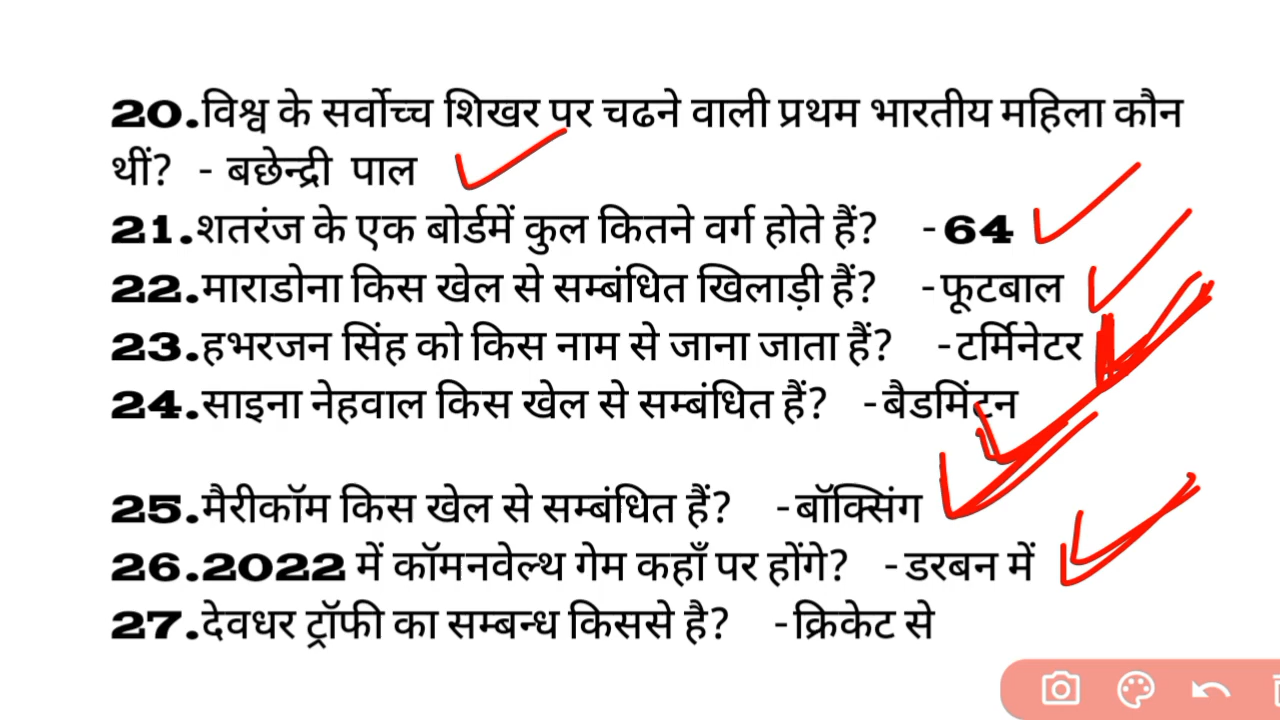 20.विश्व के सर्वोच्च शिखर पर चढने वाली प्रथम भारतीय महिला कौन
थीं? - बछेन्द्री पाल
21.शतरंज के एक बोर्डमें कुल कितने वर्ग होते हैं? -64
22.माराडोना किस खेल से सम्बंधित खिलाड़ी हैं? -फूटबाल
23.हभरजन सिंह को किस नाम से जाना जाता हैं? -टर्मिनेटर
24.साइना नेहवाल किस खेल से सम्बंधित हैं? -बैडमिंटन
25.मैरीकॉम किस खेल से सम्बंधित हैं? -बॉक्सिंग
26.2022 में कॉमनवेल्थ गेम कहाँ पर होंगे? -डरबन में
27.देवधर ट्रॉफी का सम्बन्ध किससे है? -क्रिकेट से